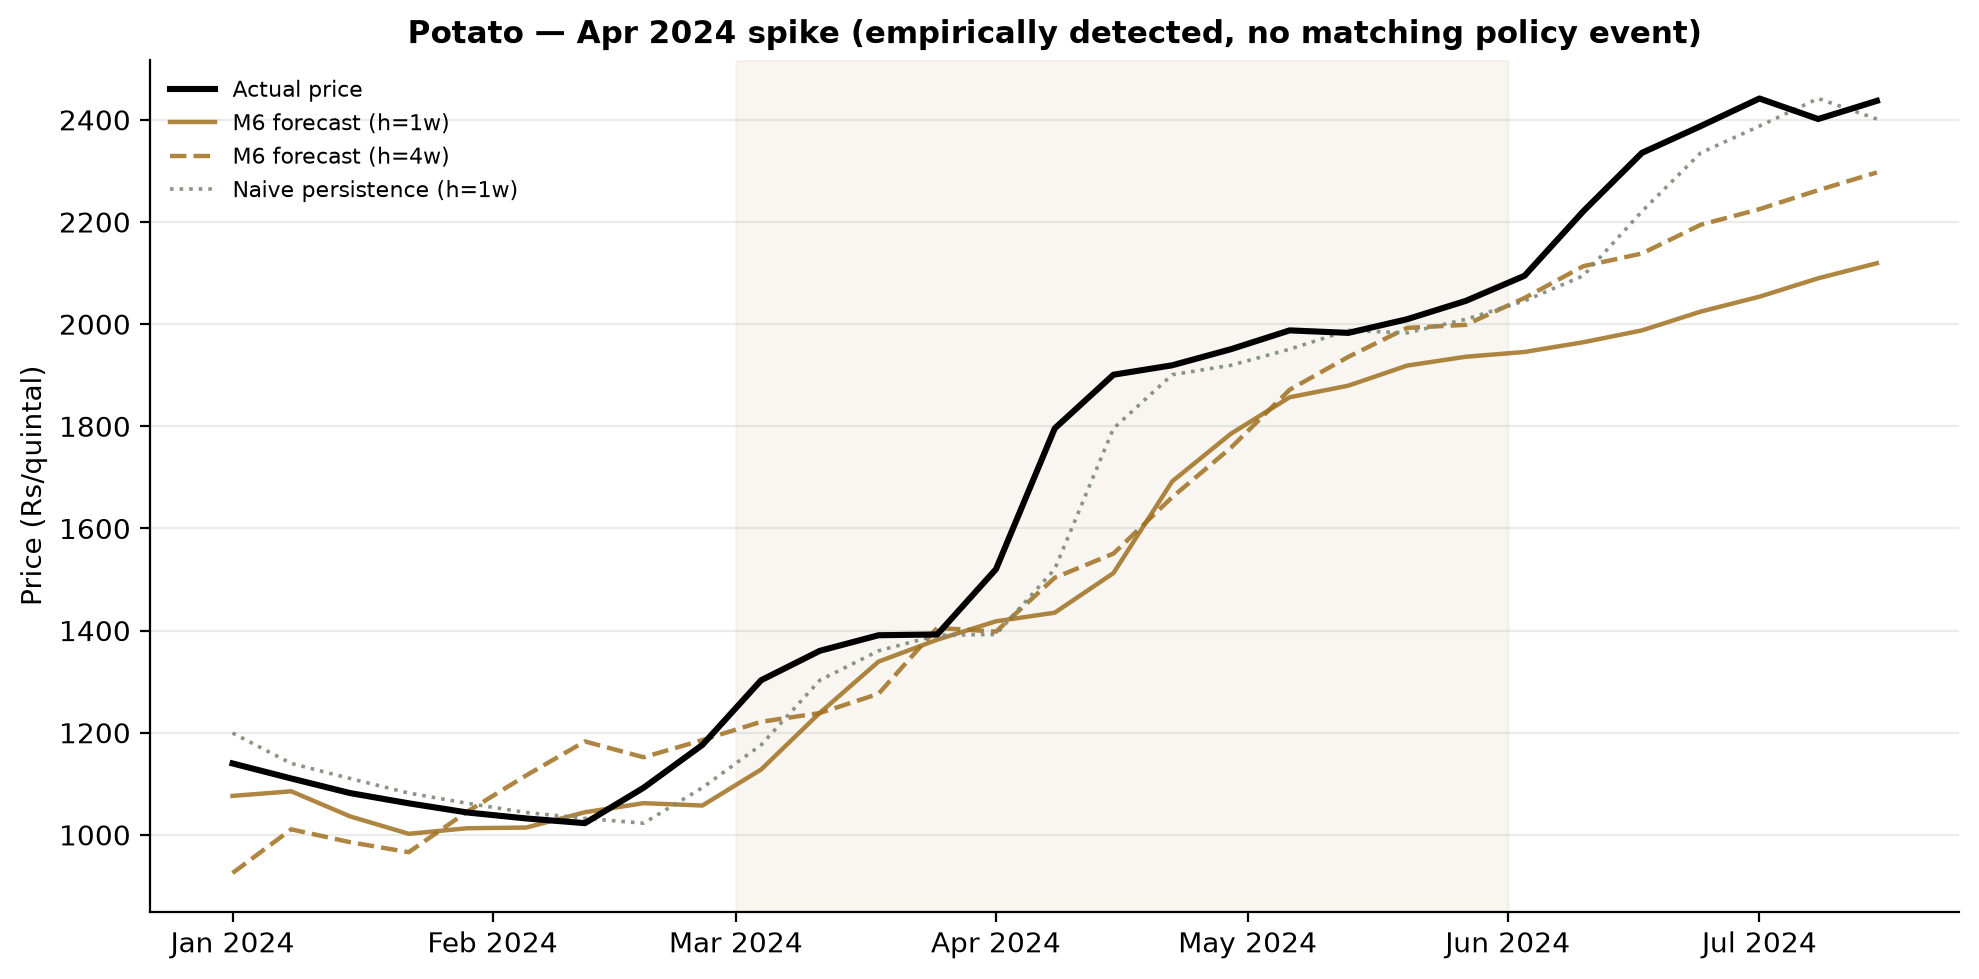 Potato — Apr 2024 spike (empirically detected, no matching policy event)
Actual price
M6 forecast (h=1w)
M6 forecast (h=4w)
Naive persistence (h=1w)
Price (Rs/quintal)
2400
2200
2000
1800
1600
1400
1200
1000
Jan 2024
Feb 2024
Mar 2024
Apr 2024
May 2024
Jun 2024
Jul 2024